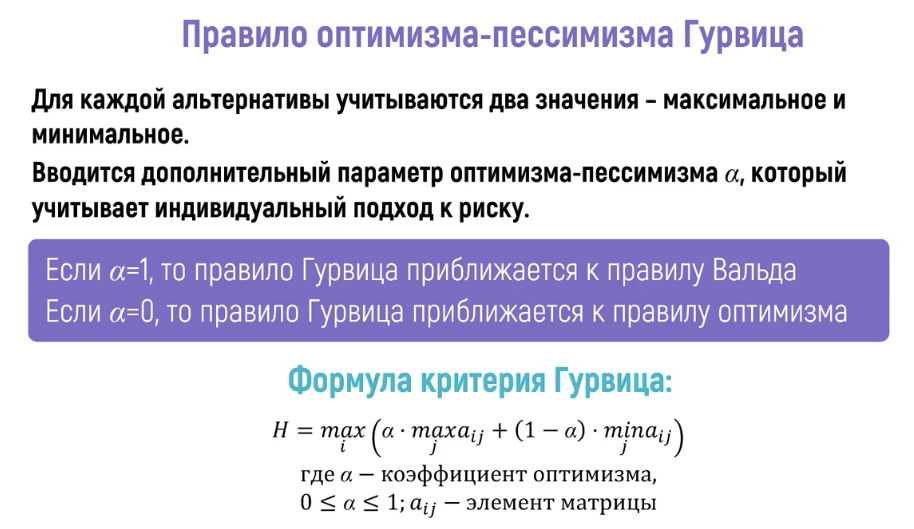 Правило оптимизма-пессимизма Гурвица
Для каждой альтернативы учитываются два значения – максимальное и
минимальное.
Вводится дополнительный параметр оптимизма-пессимизма α, который
учитывает индивидуальный подход к риску.
Если α=1, то правило Гурвица приближается к правилу Вальда
Если α=0, то правило Гурвица приближается к правилу оптимизма
Формула критерия Гурвица:
H = max_i (α · max_j a_ij + (1 − α) · min_j a_ij)
где α − коэффициент оптимизма,
0 ≤ α ≤ 1; a_ij − элемент матрицы